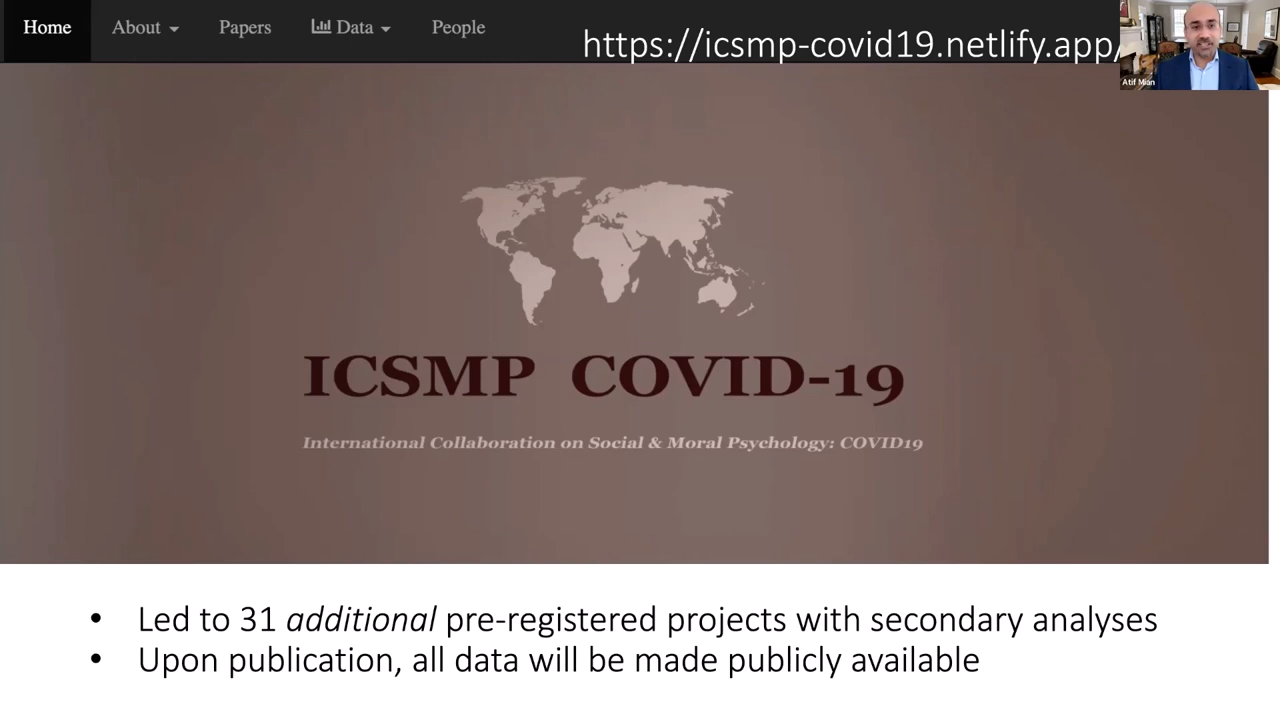 Home About Papers Data People
https://icsmp-covid19.netlify.app/
Atif Mian
ICSMP COVID-19
International Collaboration on Social & Moral Psychology: COVID19
• Led to 31 additional pre-registered projects with secondary analyses
• Upon publication, all data will be made publicly available